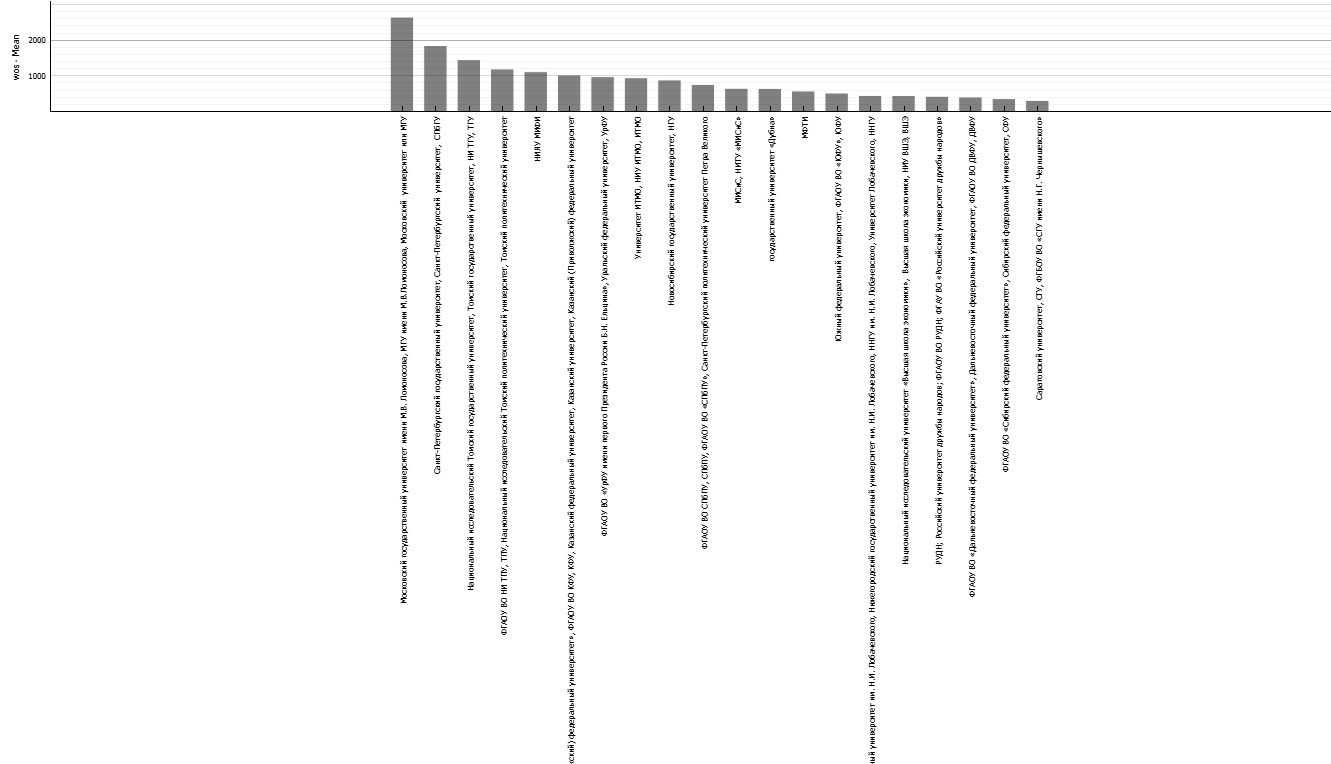 wos - Mean
2000
1000
Московский государственный университет имени М.В. Ломоносова, МГУ имени М.В.Ломоносова, Московский университет или МГУ
Санкт-Петербургский государственный университет, Санкт-Петербургский университет, СПбГУ
Национальный исследовательский Томский государственный университет, Томский государственный университет, НИ ТГУ, ТГУ
ФГАОУ ВО НИ ТПУ, ТПУ, Национальный исследовательский Томский политехнический университет, Томский политехнический университет
НИЯУ МИФИ
ский) федеральный университет», ФГАОУ ВО КФУ, КФУ, Казанский федеральный университет, Казанский университет, Казанский (Приволжский) федеральный университет
ФГАОУ ВО «УрФУ имени первого Президента России Б.Н. Ельцина», Уральский федеральный университет, УрФУ
Университет ИТМО, НИУ ИТМО, ИТМО
Новосибирский государственный университет, НГУ
ФГАОУ ВО СПбПУ, СПбПУ, ФГАОУ ВО «СПбПУ», Санкт-Петербургский политехнический университет Петра Великого
МИСиС, НИТУ «МИСиС»
государственный университет «Дубна»
МФТИ
Южный федеральный университет, ФГАОУ ВО «ЮФУ», ЮФУ
ный университет им. Н.И. Лобачевского, Нижегородский государственный университет им. Н.И. Лобачевского, ННГУ им. Н.И. Лобачевского, Университет Лобачевского, ННГУ
Национальный исследовательский университет «Высшая школа экономики», Высшая школа экономики, НИУ ВШЭ, ВШЭ
РУДН; Российский университет дружбы народов; ФГАОУ ВО РУДН; ФГАУ ВО «Российский университет дружбы народов»
ФГАОУ ВО «Дальневосточный федеральный университет», Дальневосточный федеральный университет, ФГАОУ ВО ДВФУ, ДВФУ
ФГАОУ ВО «Сибирский федеральный университет», Сибирский федеральный университет, СФУ
Саратовский университет, СГУ, ФГБОУ ВО «СГУ имени Н.Г. Чернышевского»